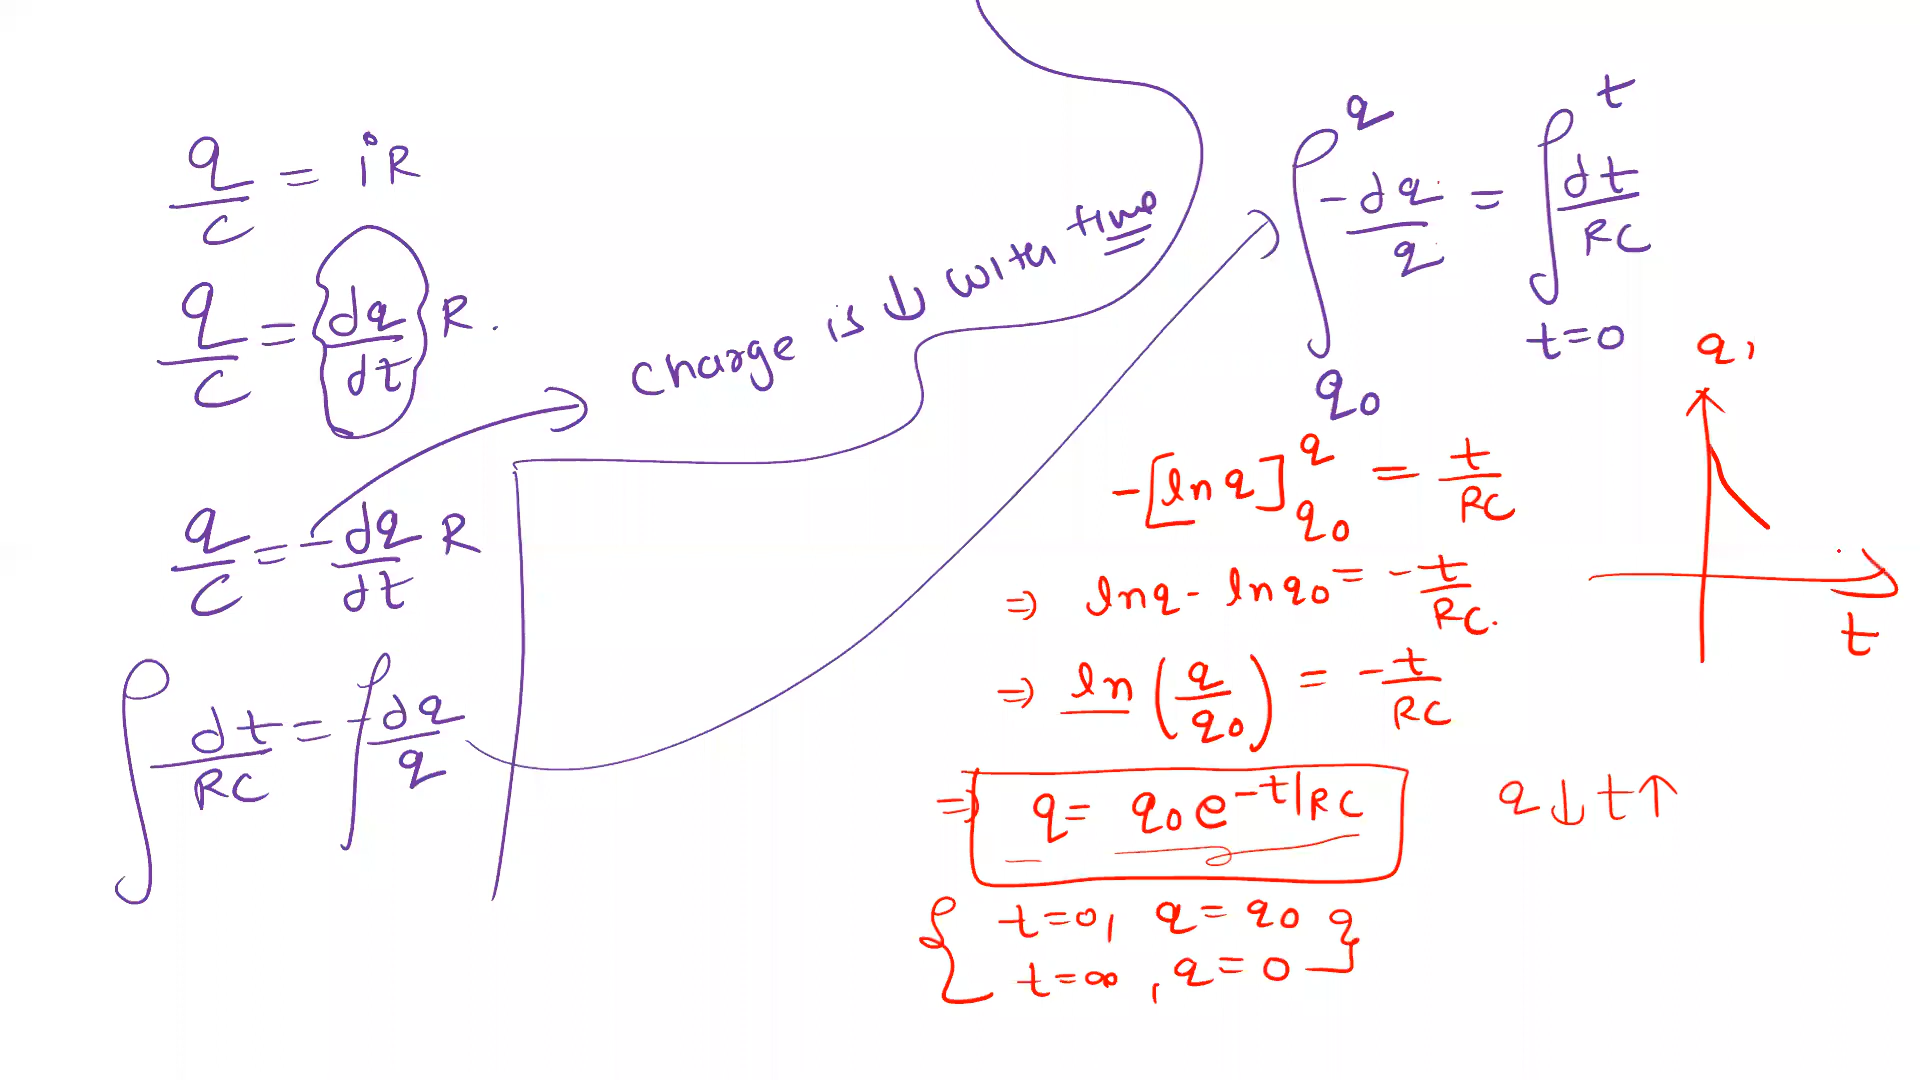 q/C = iR
q/C = dq/dt R.
q/C = - dq/dt R
∫ dt/RC = ∫ -dq/q
Charge is ↓ with time
∫_{q0}^{q} -dq/q = ∫_{t=0}^{t} dt/RC
-[ln q]_{q0}^{q} = t/RC
⇒ ln q - ln q0 = -t/RC.
⇒ ln (q/q0) = -t/RC
⇒ q = q0 e^{-t/RC}
q↓ t↑
{ t=0, q = q0 }
t=∞, q = 0
q,
t